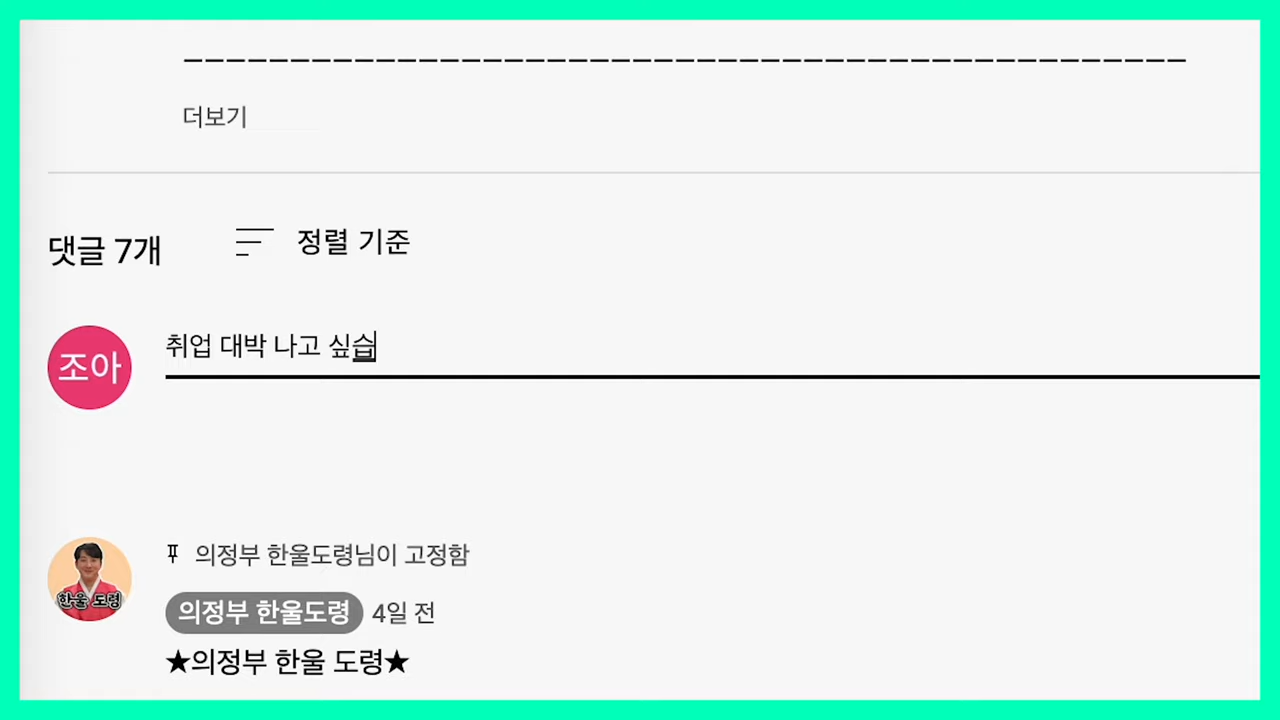 더보기
댓글 7개
정렬 기준
조아
취업 대박 나고 싶습
의정부 한울도령님이 고정함
한울 도령
의정부 한울도령 4일 전
★의정부 한울 도령★